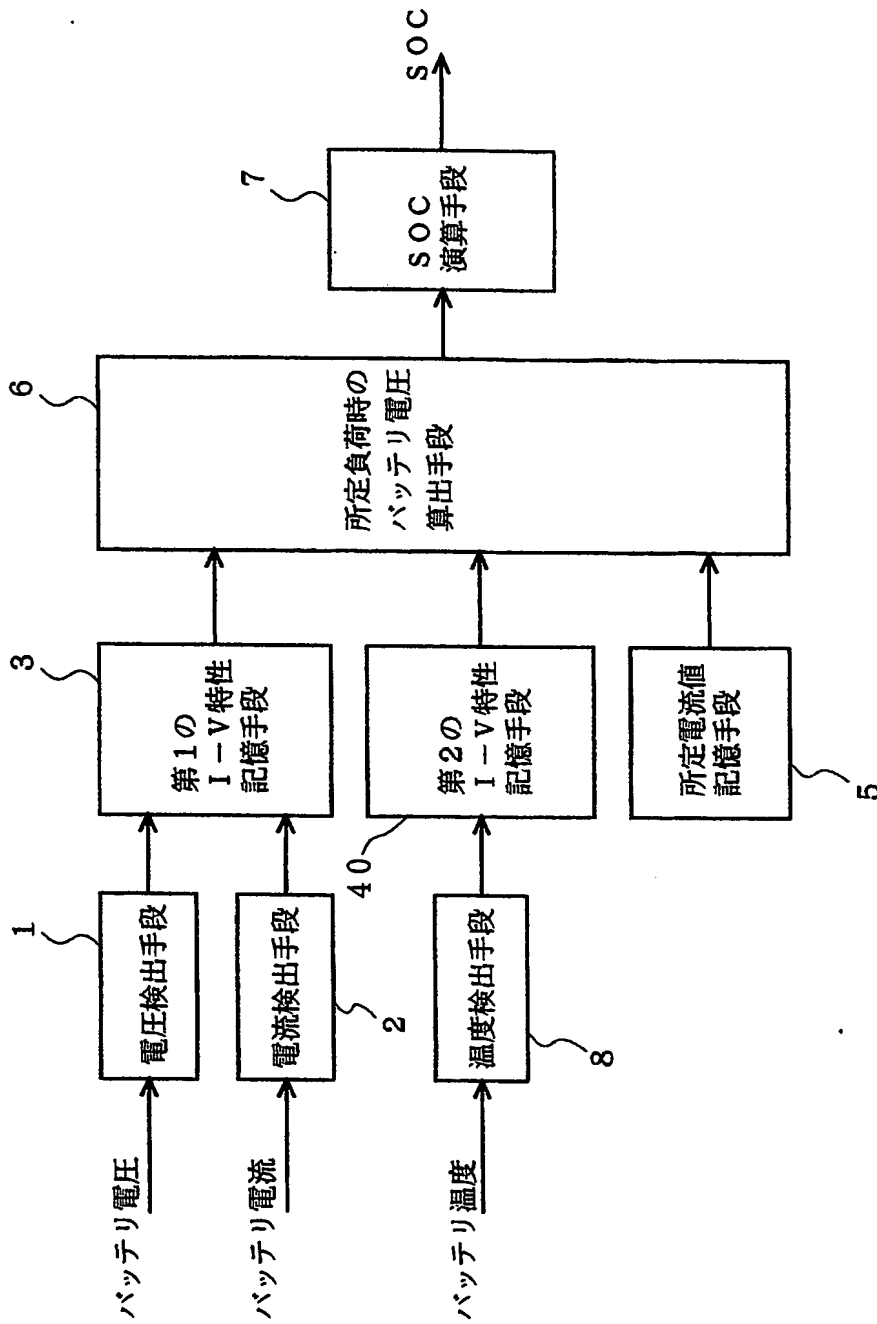 バッテリ電圧
1
電圧検出手段
バッテリ電流
2
電流検出手段
バッテリ温度
8
温度検出手段
3
第1の
I－V特性
記憶手段
40
第2の
I－V特性
記憶手段
5
所定電流値
記憶手段
6
所定負荷時の
バッテリ電圧
算出手段
7
SOC
演算手段
SOC